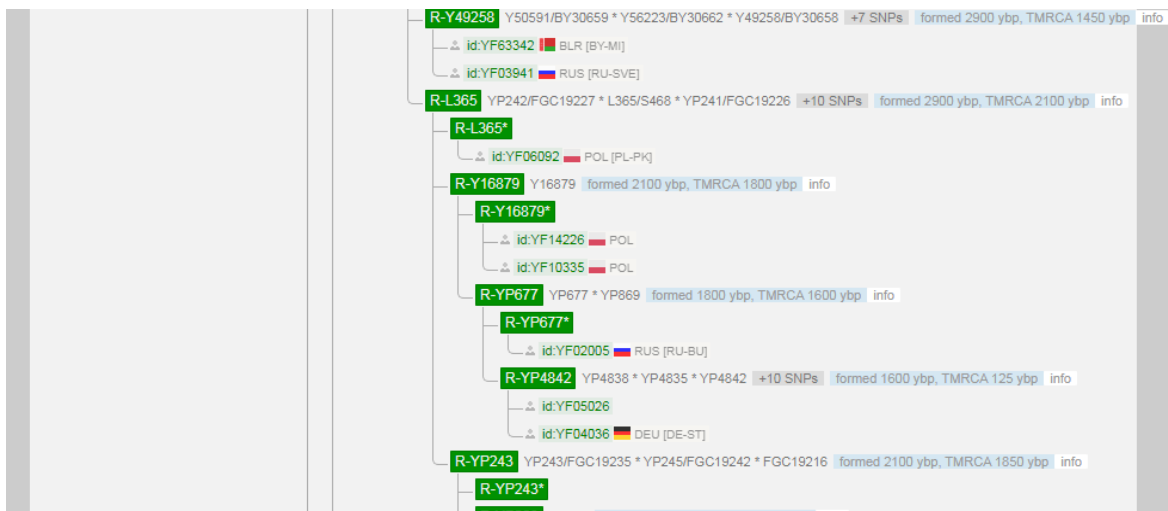 R-Y49258 Y50591/BY30659 * Y56223/BY30662 * Y49258/BY30658 +7 SNPs formed 2900 ybp, TMRCA 1450 ybp info
id:YF63342 BLR [BY-MI]
id:YF03941 RUS [RU-SVE]
R-L365 YP242/FGC19227 * L365/S468 * YP241/FGC19226 +10 SNPs formed 2900 ybp, TMRCA 2100 ybp info
R-L365*
id:YF06092 POL [PL-PK]
R-Y16879 Y16879 formed 2100 ybp, TMRCA 1800 ybp info
R-Y16879*
id:YF14226 POL
id:YF10335 POL
R-YP677 YP677 * YP869 formed 1800 ybp, TMRCA 1600 ybp info
R-YP677*
id:YF02005 RUS [RU-BU]
R-YP4842 YP4838 * YP4835 * YP4842 +10 SNPs formed 1600 ybp, TMRCA 125 ybp info
id:YF05026
id:YF04036 DEU [DE-ST]
R-YP243 YP243/FGC19235 * YP245/FGC19242 * FGC19216 formed 2100 ybp, TMRCA 1850 ybp info
R-YP243*